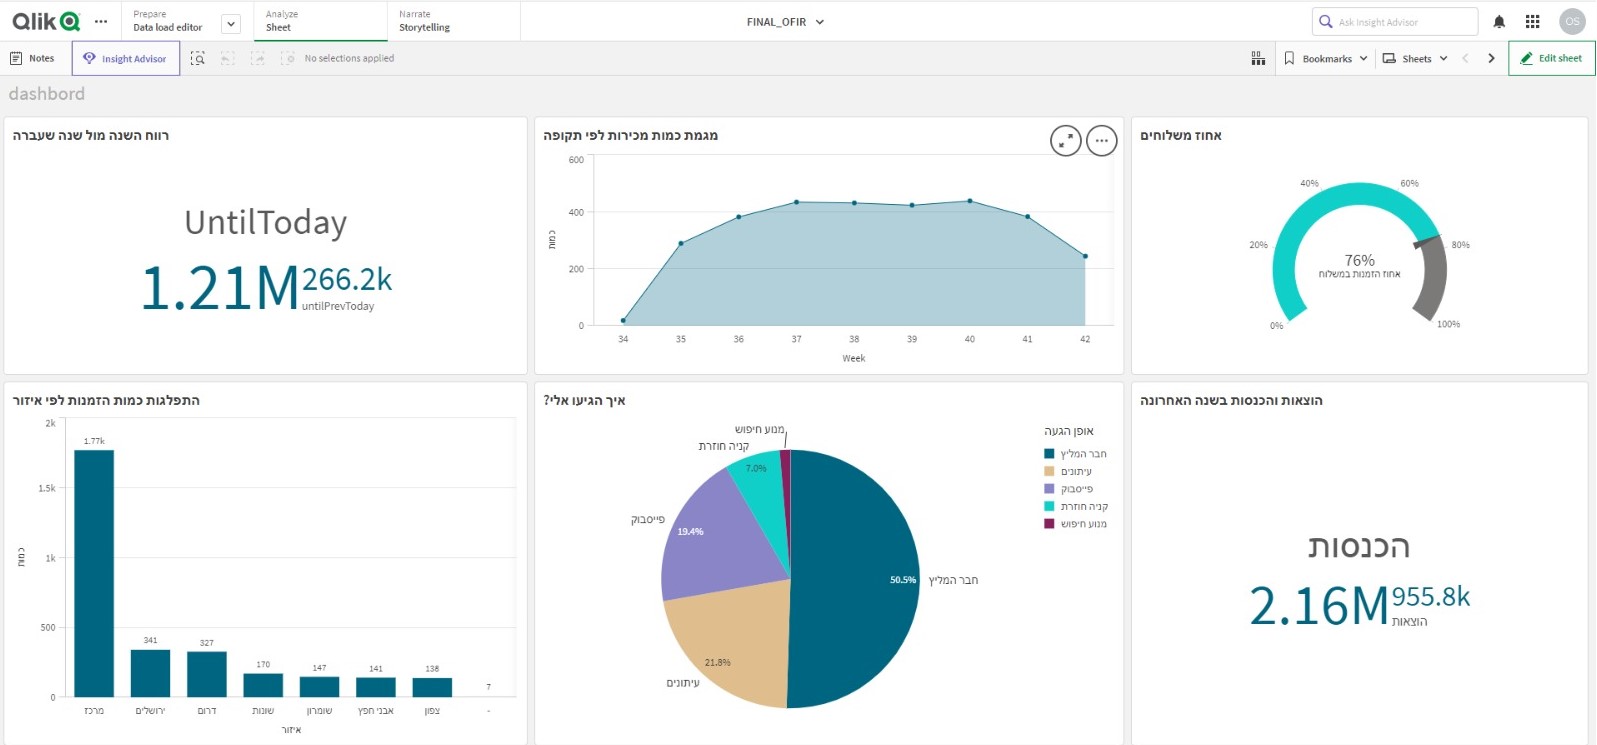 Qlik
Prepare
Data load editor
Analyze
Sheet
Narrate
Storytelling
FINAL_OFIR
Ask Insight Advisor
OS
Notes
Insight Advisor
No selections applied
Bookmarks
Sheets
Edit sheet
dashbord
רווח השנה מול שנה שעברה
UntilToday
1.21M
266.2k
untilPrevToday
מגמת כמות מכירות לפי תקופה
600
400
200
0
כמות
34 35 36 37 38 39 40 41 42
Week
אחוז משלוחים
0%
20%
40%
60%
80%
100%
76%
אחוז הזמנות במשלוח
התפלגות כמות הזמנות לפי איזור
2k
1.5k
1k
500
0
כמות
1.77k
341
327
170
147
141
138
7
מרכז
ירושלים
דרום
שונות
שומרון
אבני חפץ
צפון
-
איזור
איך הגיעו אלי?
מנוע חיפוש
קניה חוזרת
7.0%
פייסבוק
19.4%
50.5%
חבר המליץ
21.8%
עיתונים
אופן הגעה
חבר המליץ
עיתונים
פייסבוק
קניה חוזרת
מנוע חיפוש
הוצאות והכנסות בשנה האחרונה
הכנסות
2.16M
955.8k
הוצאות